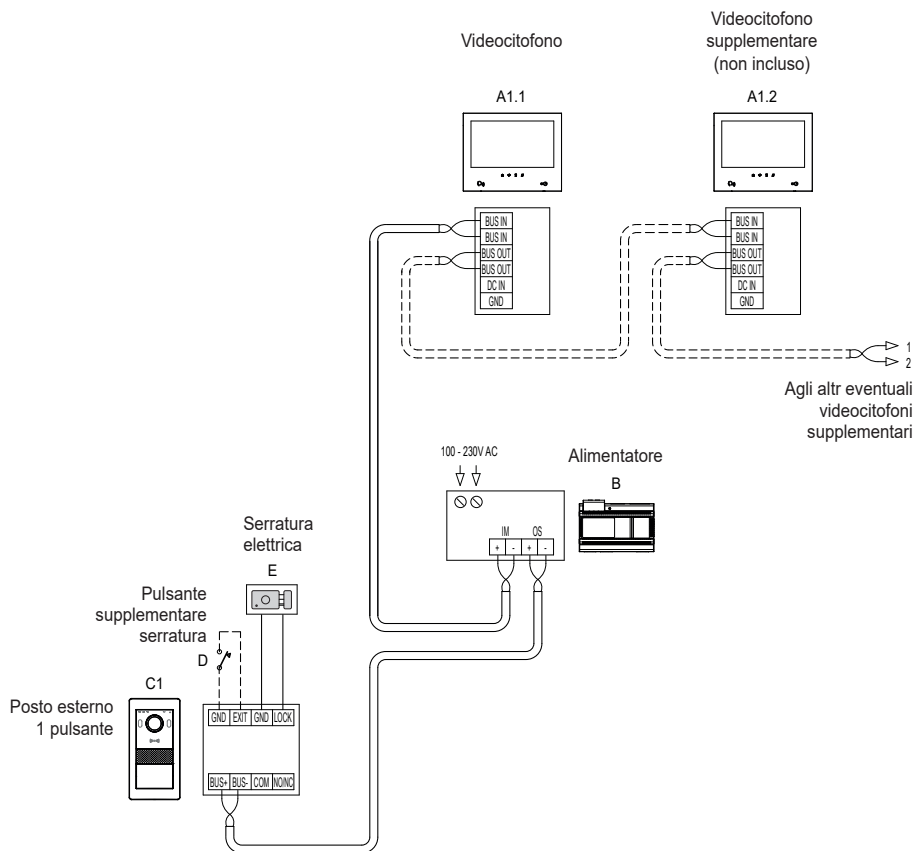 Videocitofono
A1.1
Videocitofono
supplementare
(non incluso)
A1.2
BUS IN
BUS IN
BUS OUT
BUS OUT
DC IN
GND
BUS IN
BUS IN
BUS OUT
BUS OUT
DC IN
GND
1
2
Agli altr eventuali
videocitofoni
supplementari
100 - 230V AC
Alimentatore
B
IM OS
+ - + -
Serratura
elettrica
E
Pulsante
supplementare
serratura
D
C1
Posto esterno
1 pulsante
GND EXIT GND LOCK
BUS+ BUS- COM NO/NC